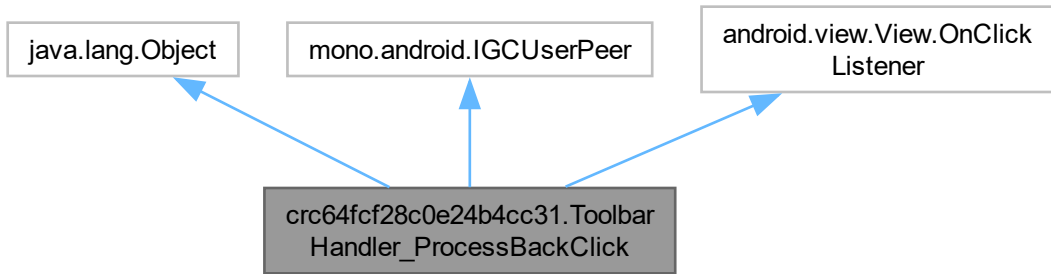 java.lang.Object
mono.android.IGCUserPeer
android.view.View.OnClick
Listener
crc64fcf28c0e24b4cc31.Toolbar
Handler_ProcessBackClick